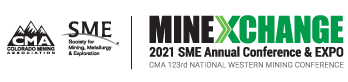 CMA
COLORADO MINING
ASSOCIATION
SME
Society for
Mining, Metallurgy
& Exploration
MINEXCHANGE
2021 SME Annual Conference & EXPO
CMA 123rd NATIONAL WESTERN MINING CONFERENCE